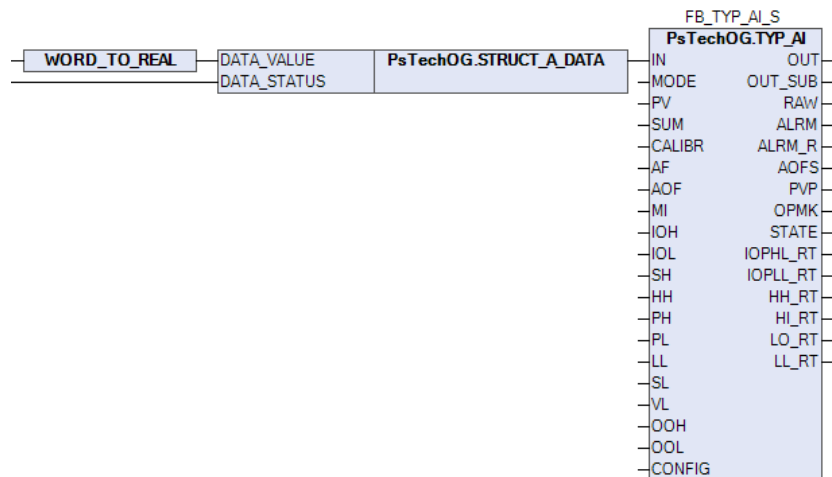 FB_TYP_AI_S
PsTechOG.TYP_AI
WORD_TO_REAL DATA_VALUE PsTechOG.STRUCT_A_DATA IN OUT
DATA_STATUS MODE OUT_SUB
PV RAW
SUM ALRM
CALIBR ALRM_R
AF AOFS
AOF PVP
MI OPMK
IOH STATE
IOL IOPHL_RT
SH IOPLL_RT
HH HH_RT
PH HI_RT
PL LO_RT
LL LL_RT
SL
VL
OOH
OOL
CONFIG